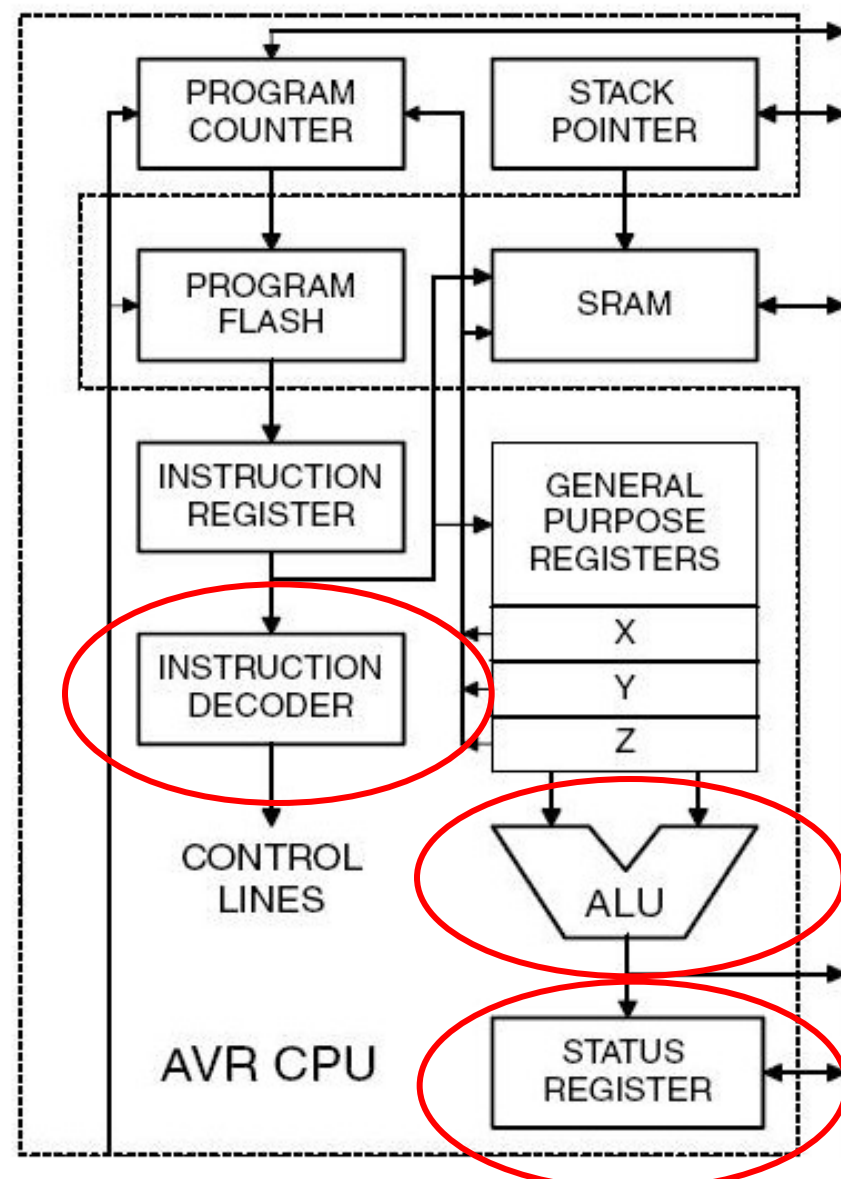 PROGRAM
COUNTER
STACK
POINTER
PROGRAM
FLASH
SRAM
INSTRUCTION
REGISTER
GENERAL
PURPOSE
REGISTERS
X
Y
Z
INSTRUCTION
DECODER
CONTROL
LINES
ALU
AVR CPU
STATUS
REGISTER